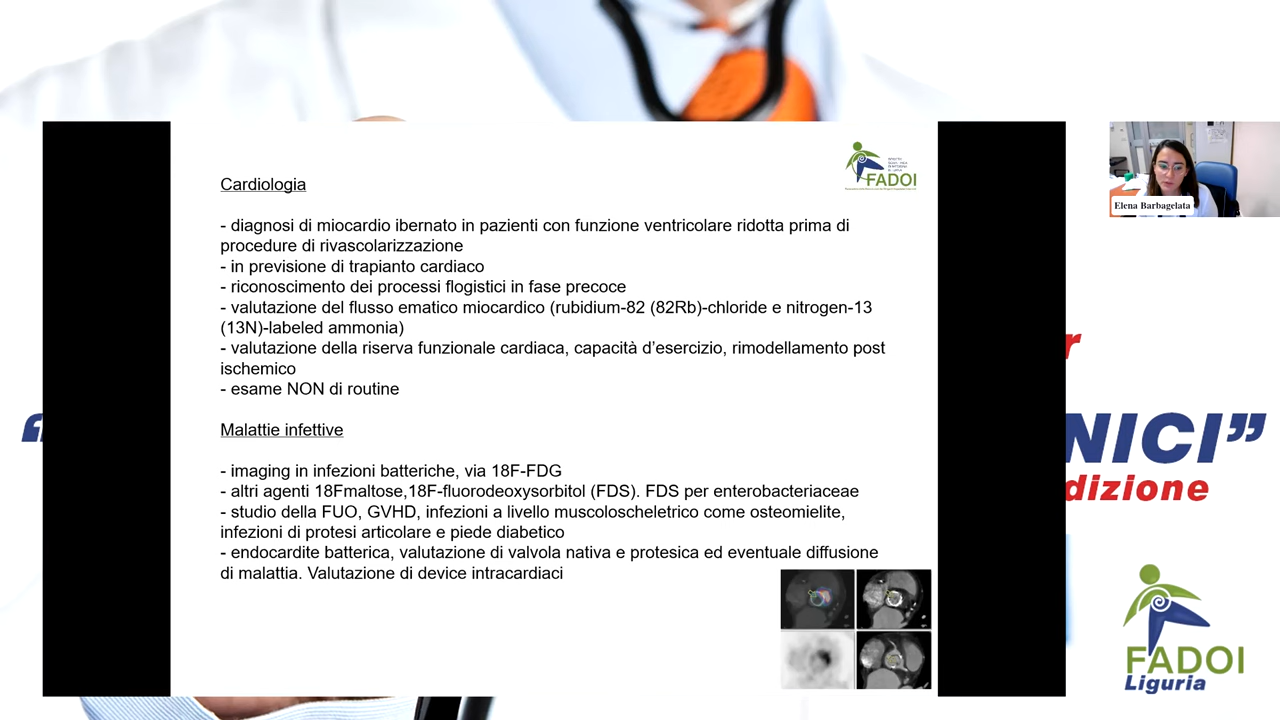 Cardiologia
- diagnosi di miocardio ibernato in pazienti con funzione ventricolare ridotta prima di
procedure di rivascolarizzazione
- in previsione di trapianto cardiaco
- riconoscimento dei processi flogistici in fase precoce
- valutazione del flusso ematico miocardico (rubidium-82 (82Rb)-chloride e nitrogen-13
(13N)-labeled ammonia)
- valutazione della riserva funzionale cardiaca, capacità d'esercizio, rimodellamento post
ischemico
- esame NON di routine
Malattie infettive
- imaging in infezioni batteriche, via 18F-FDG
- altri agenti 18Fmaltose,18F-fluorodeoxysorbitol (FDS). FDS per enterobacteriaceae
- studio della FUO, GVHD, infezioni a livello muscoloscheletrico come osteomielite,
infezioni di protesi articolare e piede diabetico
- endocardite batterica, valutazione di valvola nativa e protesica ed eventuale diffusione
di malattia. Valutazione di device intracardiaci
FADOI
Elena Barbagelata
r
“
NICI”
dizione
FADOI
Liguria